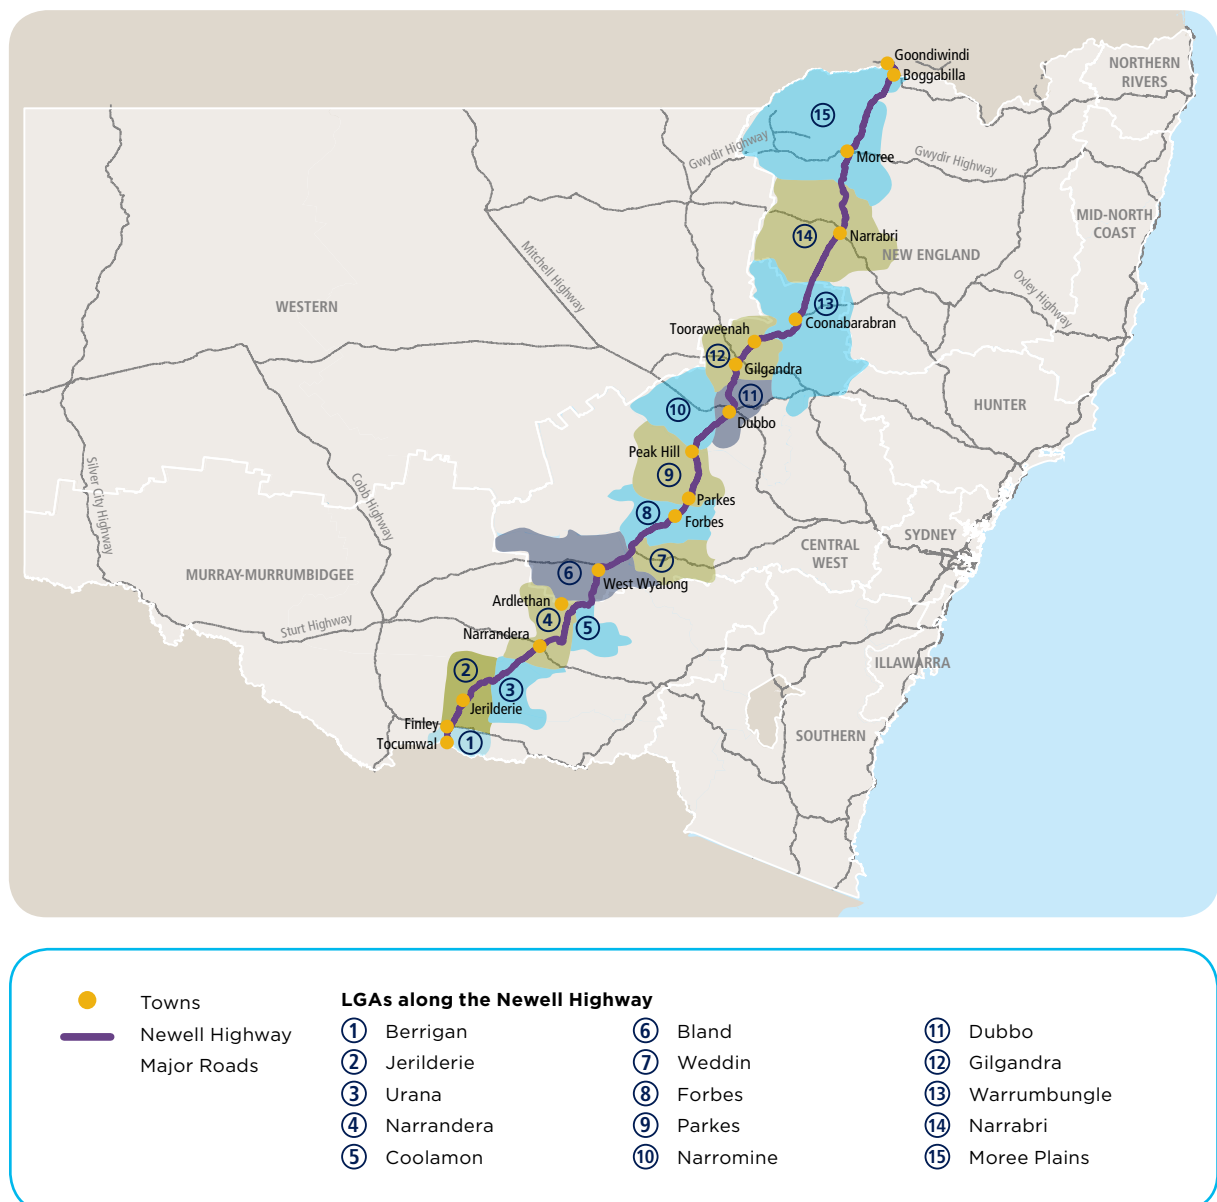 Goondiwindi
Boggabilla
NORTHERN
RIVERS
15
Gwydir Highway
Moree
Gwydir Highway
MID-NORTH
COAST
14
Narrabri
NEW ENGLAND
Mitchell Highway
Oxley Highway
WESTERN
13
Coonabarabran
Tooraweenah
12
Gilgandra
11
10
Dubbo
HUNTER
Peak Hill
9
Silver City Highway
Cobb Highway
Parkes
8
Forbes
SYDNEY
CENTRAL
WEST
7
MURRAY-MURRUMBIDGEE
6
West Wyalong
Ardlethan
4
5
Sturt Highway
Narrandera
ILLAWARRA
2
3
Jerilderie
Finley
SOUTHERN
Tocumwal
1
Towns
Newell Highway
Major Roads
LGAs along the Newell Highway
1 Berrigan
2 Jerilderie
3 Urana
4 Narrandera
5 Coolamon
6 Bland
7 Weddin
8 Forbes
9 Parkes
10 Narromine
11 Dubbo
12 Gilgandra
13 Warrumbungle
14 Narrabri
15 Moree Plains